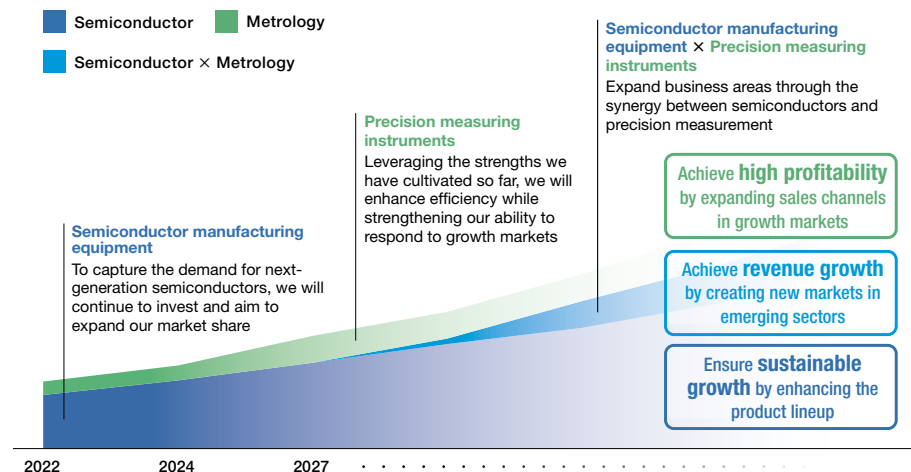 Semiconductor
Metrology
Semiconductor × Metrology
Semiconductor manufacturing
equipment × Precision measuring
instruments
Expand business areas through the
synergy between semiconductors and
precision measurement
Precision measuring
instruments
Leveraging the strengths we
have cultivated so far, we will
enhance efficiency while
strengthening our ability to
respond to growth markets
Semiconductor manufacturing
equipment
To capture the demand for next-
generation semiconductors, we will
continue to invest and aim to
expand our market share
Achieve high profitability
by expanding sales channels
in growth markets
Achieve revenue growth
by creating new markets in
emerging sectors
Ensure sustainable
growth by enhancing the
product lineup
2022
2024
2027